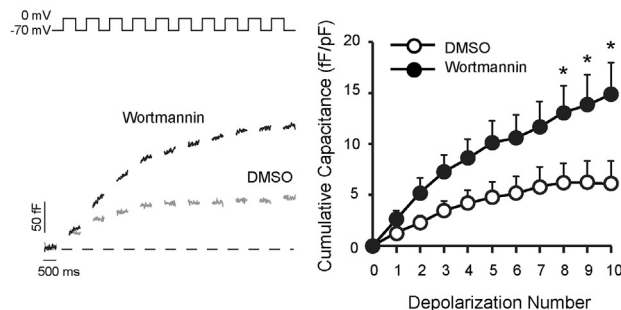 0 mV
-70 mV
Wortmannin
DMSO
50 fF
500 ms
Cumulative Capacitance (fF/pF)
20
15
10
5
0
DMSO
Wortmannin
* * *
0 1 2 3 4 5 6 7 8 9 10
Depolarization Number